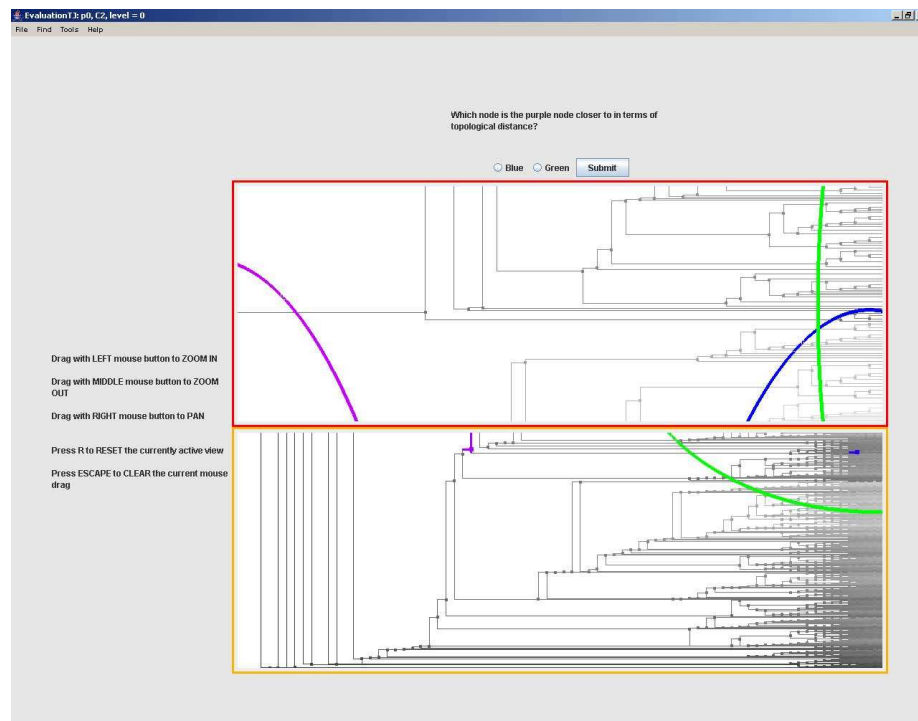 EvaluationTJ: p0, C2, level = 0
File Find Tools Help
Which node is the purple node closer to in terms of
topological distance?
Blue Green Submit
Drag with LEFT mouse button to ZOOM IN
Drag with MIDDLE mouse button to ZOOM
OUT
Drag with RIGHT mouse button to PAN
Press R to RESET the currently active view
Press ESCAPE to CLEAR the current mouse
drag